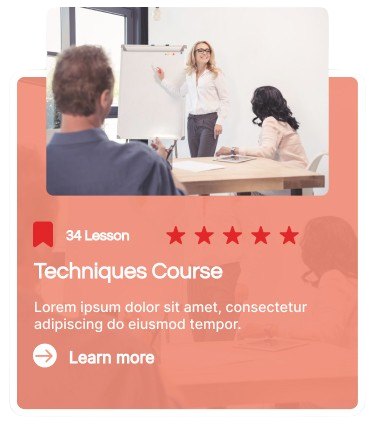 34 Lesson
Techniques Course
Lorem ipsum dolor sit amet, consectetur
adipiscing do eiusmod tempor.
Learn more